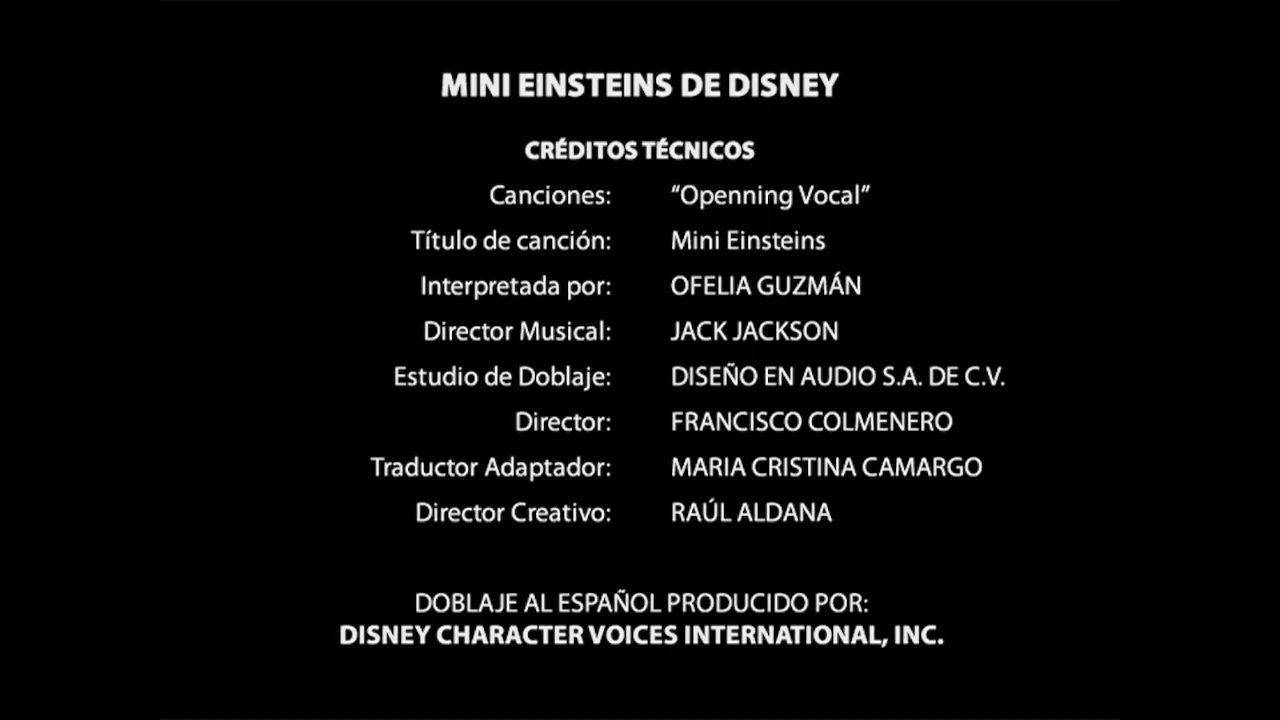 MINI EINSTEINS DE DISNEY
CRÉDITOS TÉCNICOS
Canciones: “Openning Vocal”
Título de canción: Mini Einsteins
Interpretada por: OFELIA GUZMÁN
Director Musical: JACK JACKSON
Estudio de Doblaje: DISEÑO EN AUDIO S.A. DE C.V.
Director: FRANCISCO COLMENERO
Traductor Adaptador: MARIA CRISTINA CAMARGO
Director Creativo: RAÚL ALDANA
DOBLAJE AL ESPAÑOL PRODUCIDO POR:
DISNEY CHARACTER VOICES INTERNATIONAL, INC.